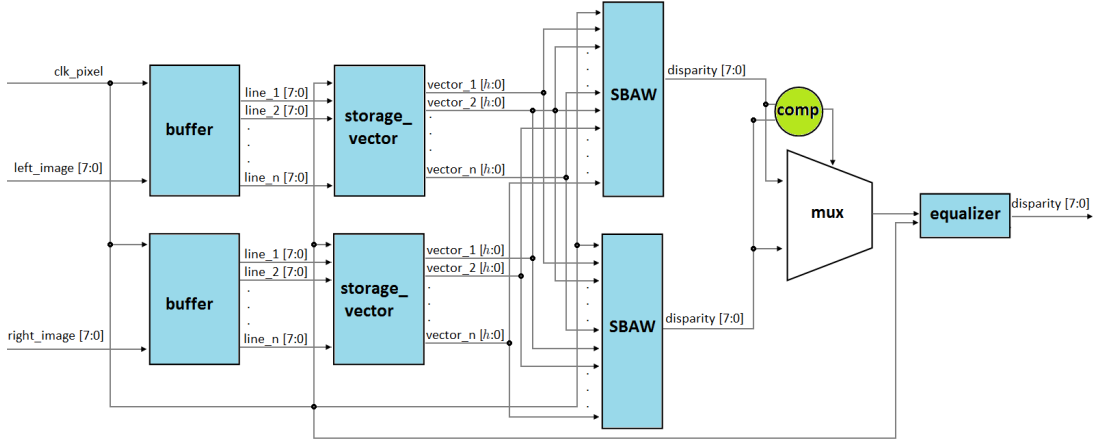 clk_pixel
left_image [7:0]
buffer
line_1 [7:0]
line_2 [7:0]
line_n [7:0]
storage_
vector
vector_1 [h:0]
vector_2 [h:0]
vector_n [h:0]
SBAW
disparity [7:0]
comp
mux
equalizer
disparity [7:0]
right_image [7:0]
buffer
line_1 [7:0]
line_2 [7:0]
line_n [7:0]
storage_
vector
vector_1 [h:0]
vector_2 [h:0]
vector_n [h:0]
SBAW
disparity [7:0]